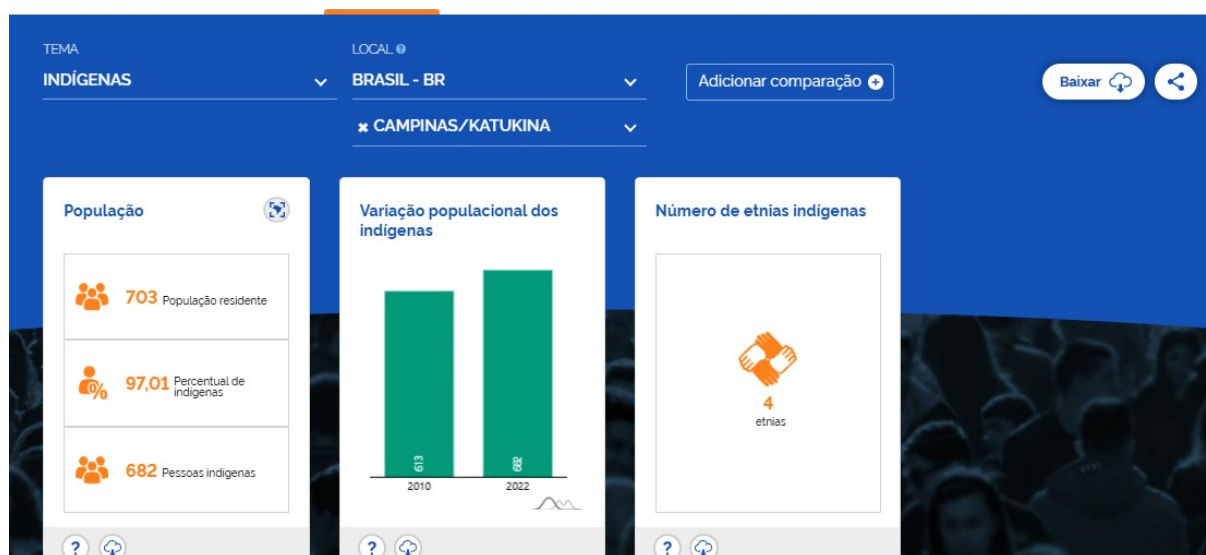 TEMA
INDÍGENAS
LOCAL ?
BRASIL - BR
✖ CAMPINAS/KATUKINA
Adicionar comparação +
Baixar
População
703 População residente
97,01 Percentual de
indígenas
682 Pessoas indígenas
?
Variação populacional dos
indígenas
613
682
2010
2022
?
Número de etnias indígenas
4
etnias
?